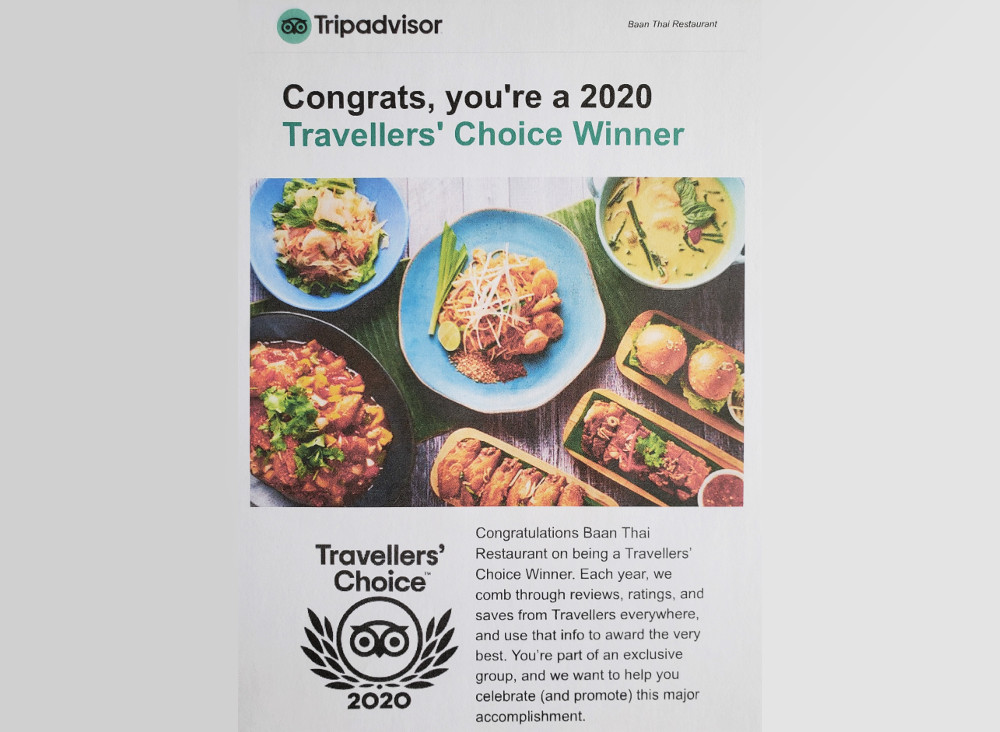 Tripadvisor
Baan Thai Restaurant
Congrats, you're a 2020
Travellers' Choice Winner
Travellers’
Choice™
2020
Congratulations Baan Thai
Restaurant on being a Travellers’
Choice Winner. Each year, we
comb through reviews, ratings, and
saves from Travellers everywhere,
and use that info to award the very
best. You’re part of an exclusive
group, and we want to help you
celebrate (and promote) this major
accomplishment.